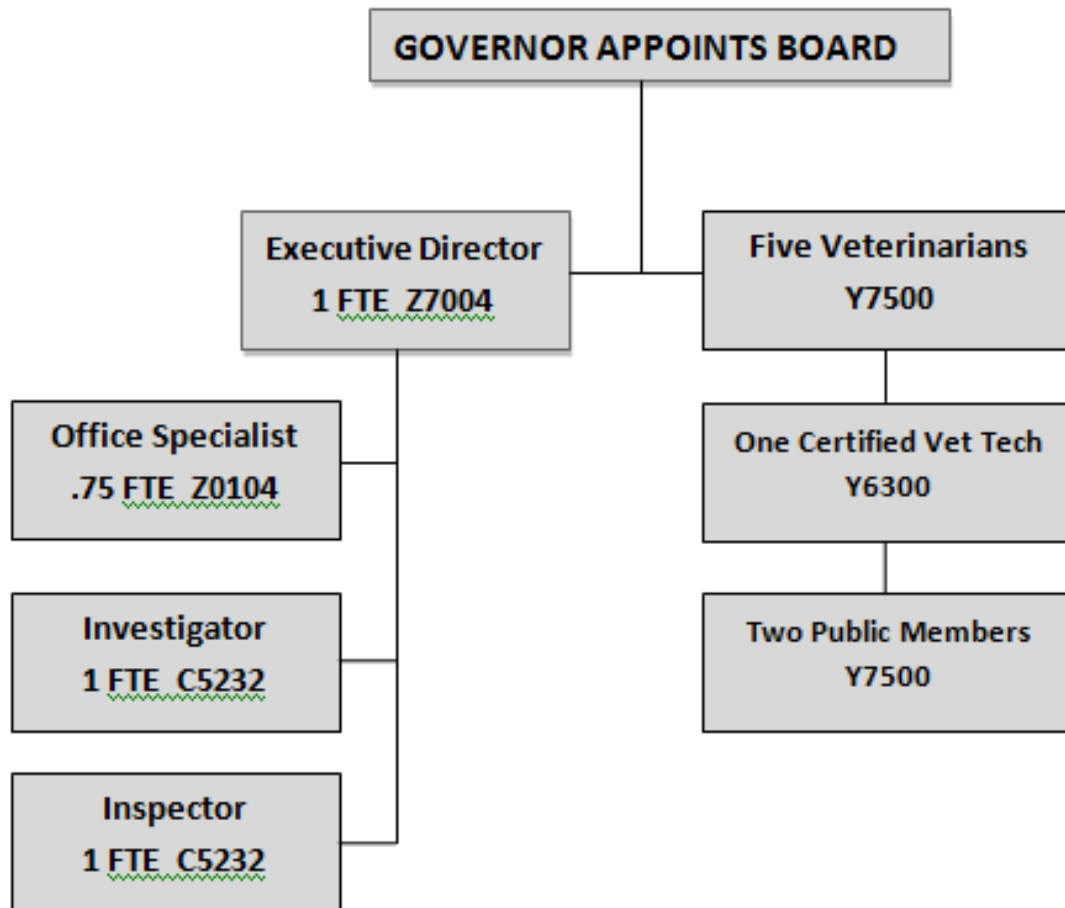 GOVERNOR APPOINTS BOARD
Executive Director
1 FTE Z7004
Five Veterinarians
Y7500
Office Specialist
.75 FTE Z0104
One Certified Vet Tech
Y6300
Investigator
1 FTE C5232
Two Public Members
Y7500
Inspector
1 FTE C5232